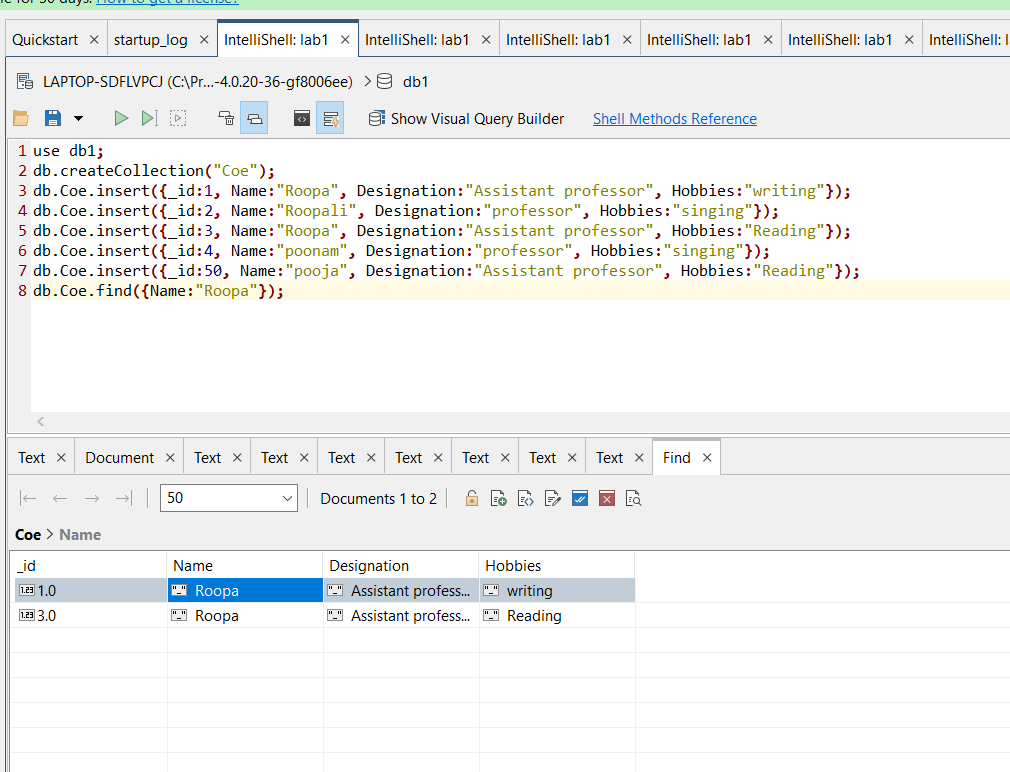 le for 30 days. How to get a license?
Quickstart × startup_log × IntelliShell: lab1 × IntelliShell: lab1 × IntelliShell: lab1 × IntelliShell: lab1 × IntelliShell: lab1 × IntelliShell: l
LAPTOP-SDFLVPCJ (C:\Pr...-4.0.20-36-gf8006ee) > db1
Show Visual Query Builder Shell Methods Reference
1 use db1;
2 db.createCollection("Coe");
3 db.Coe.insert({_id:1, Name:"Roopa", Designation:"Assistant professor", Hobbies:"writing"});
4 db.Coe.insert({_id:2, Name:"Roopali", Designation:"professor", Hobbies:"singing"});
5 db.Coe.insert({_id:3, Name:"Roopa", Designation:"Assistant professor", Hobbies:"Reading"});
6 db.Coe.insert({_id:4, Name:"poonam", Designation:"professor", Hobbies:"singing"});
7 db.Coe.insert({_id:50, Name:"pooja", Designation:"Assistant professor", Hobbies:"Reading"});
8 db.Coe.find({Name:"Roopa"});
Text × Document × Text × Text × Text × Text × Text × Text × Text × Find ×
50 Documents 1 to 2
Coe > Name
_id Name Designation Hobbies
1.0 Roopa Assistant profess... writing
3.0 Roopa Assistant profess... Reading